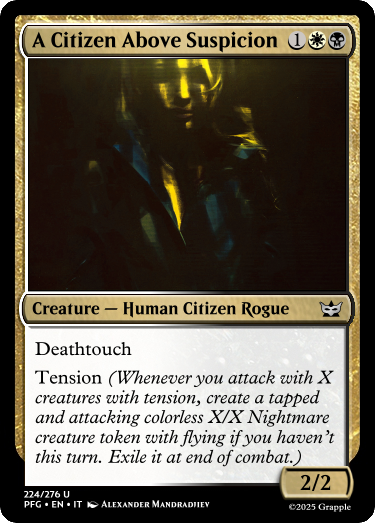 A Citizen Above Suspicion 1
Creature — Human Citizen Rogue
Deathtouch
Tension (Whenever you attack with X
creatures with tension, create a tapped
and attacking colorless X/X Nightmare
creature token with flying if you haven't
this turn. Exile it at end of combat.)
2/2
224/276 U
PFG • EN • IT Alexander Mandradhev
©2025 Grapple